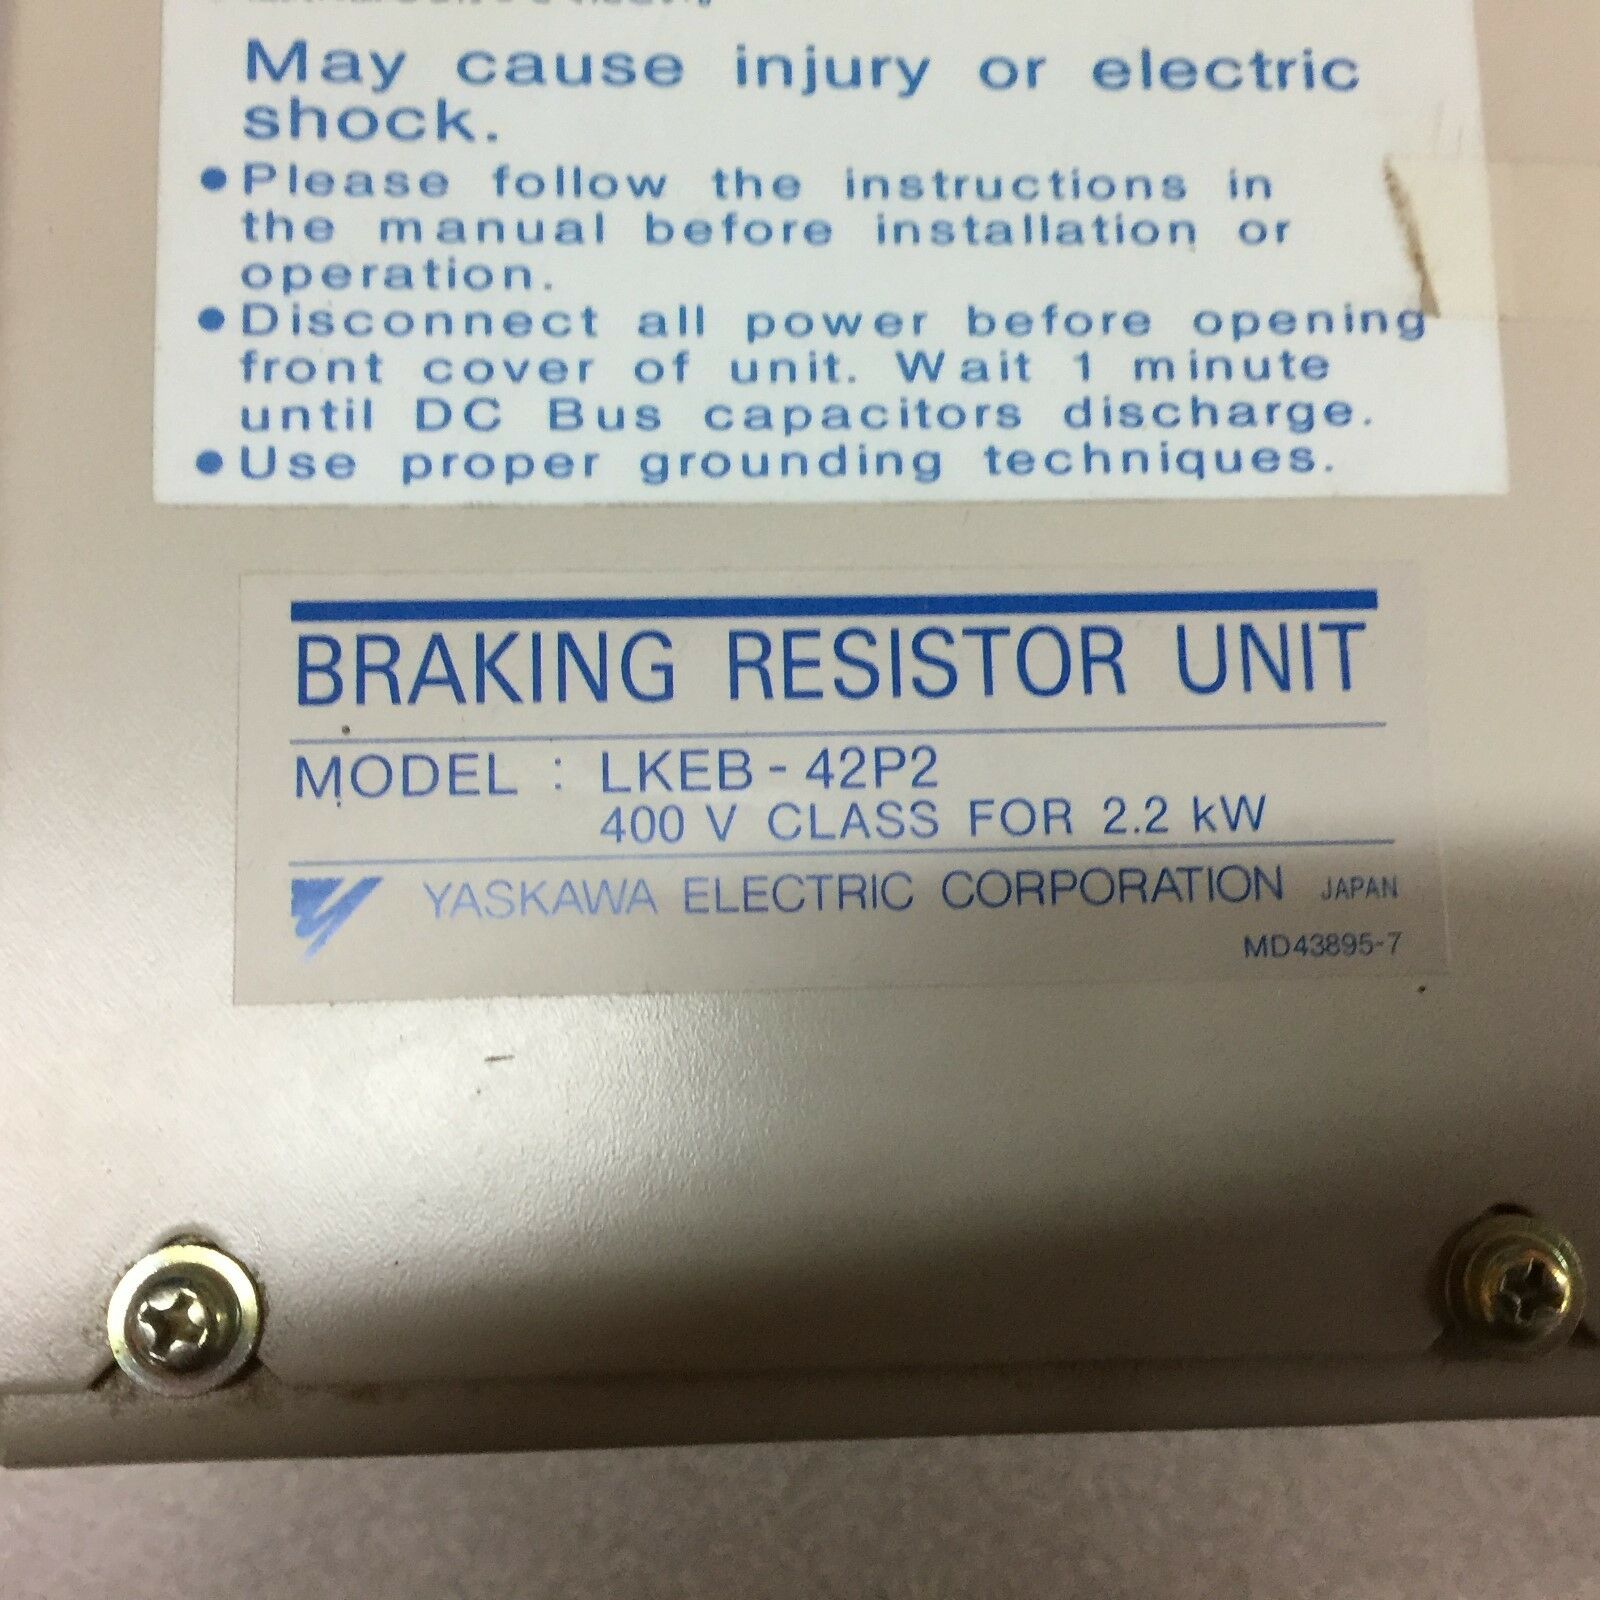 May cause injury or electric
shock.
●Please follow the instructions in
the manual before installation or
operation.
●Disconnect all power before opening
front cover of unit. Wait 1 minute
until DC Bus capacitors discharge.
●Use proper grounding techniques.
BRAKING RESISTOR UNIT
MODEL : LKEB-42P2
400 V CLASS FOR 2.2 kW
YASKAWA ELECTRIC CORPORATION JAPAN
MD43895-7